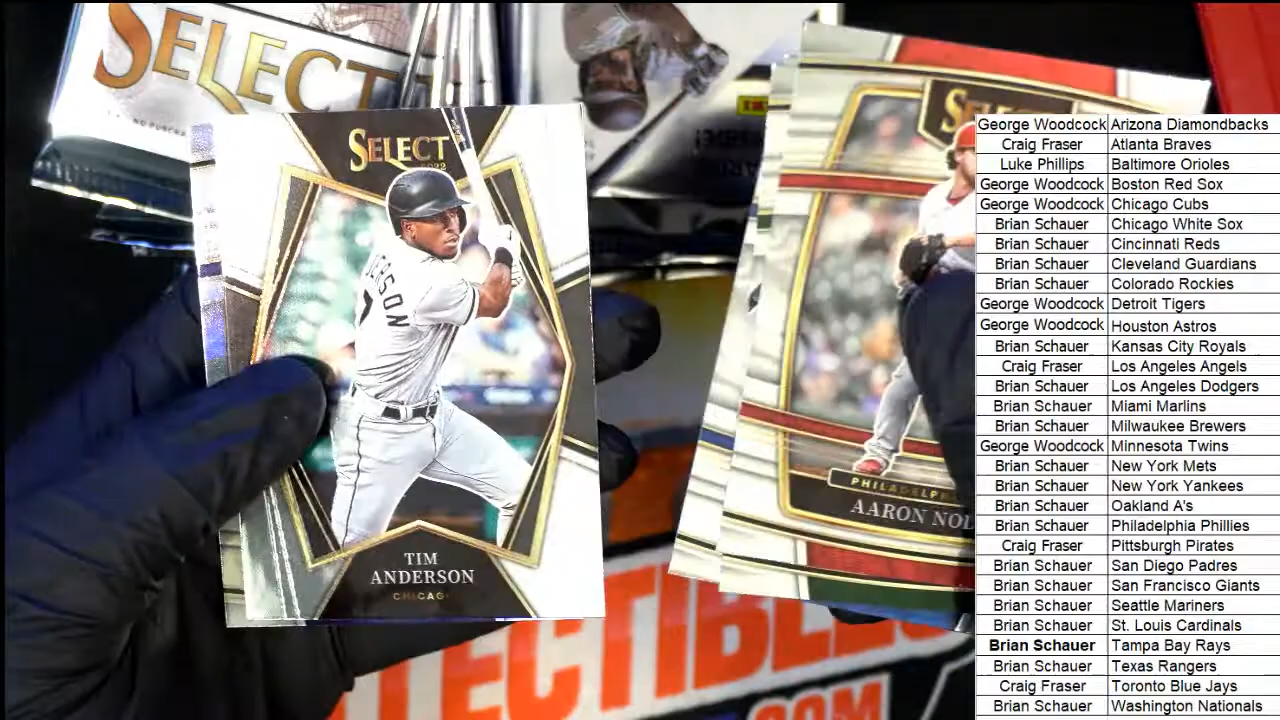 SELECT
SELECT
2022
TIM
ANDERSON
CHICAGO
PHILADELPH
AARON NOL
ECTIBLES
.COM
George Woodcock Arizona Diamondbacks
Craig Fraser Atlanta Braves
Luke Phillips Baltimore Orioles
George Woodcock Boston Red Sox
George Woodcock Chicago Cubs
Brian Schauer Chicago White Sox
Brian Schauer Cincinnati Reds
Brian Schauer Cleveland Guardians
Brian Schauer Colorado Rockies
George Woodcock Detroit Tigers
George Woodcock Houston Astros
Brian Schauer Kansas City Royals
Craig Fraser Los Angeles Angels
Brian Schauer Los Angeles Dodgers
Brian Schauer Miami Marlins
Brian Schauer Milwaukee Brewers
George Woodcock Minnesota Twins
Brian Schauer New York Mets
Brian Schauer New York Yankees
Brian Schauer Oakland A's
Brian Schauer Philadelphia Phillies
Craig Fraser Pittsburgh Pirates
Brian Schauer San Diego Padres
Brian Schauer San Francisco Giants
Brian Schauer Seattle Mariners
Brian Schauer St. Louis Cardinals
Brian Schauer Tampa Bay Rays
Brian Schauer Texas Rangers
Craig Fraser Toronto Blue Jays
Brian Schauer Washington Nationals